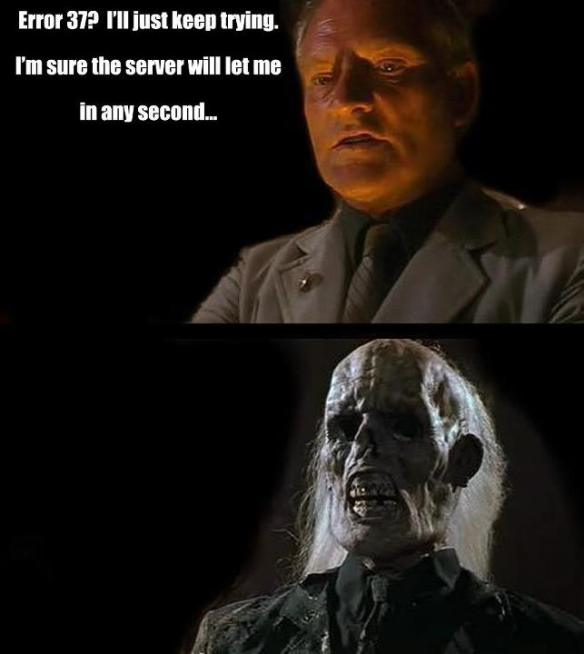 Error 37? I'll just keep trying.
I'm sure the server will let me
in any second...